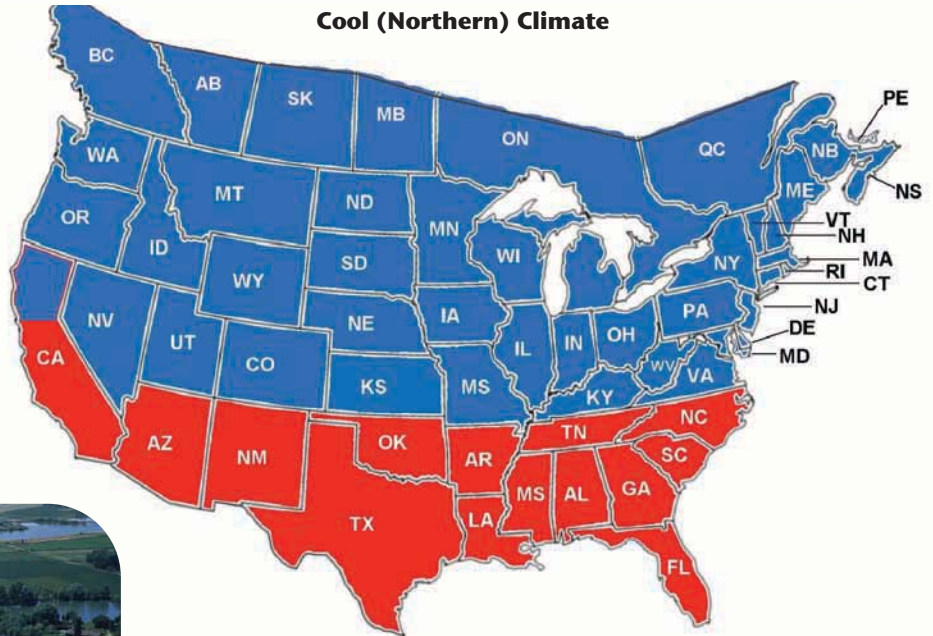 Cool (Northern) Climate
BC
AB
SK
MB
ON
QC
PE
NB
NS
WA
MT
ND
MN
ME
VT
NH
OR
ID
WY
SD
WI
NY
MA
RI
CT
NV
UT
CO
NE
IA
IL
IN
OH
PA
NJ
DE
MD
CA
KS
MS
KY
WV
VA
AZ
NM
OK
AR
TN
NC
SC
TX
LA
MS
AL
GA
FL